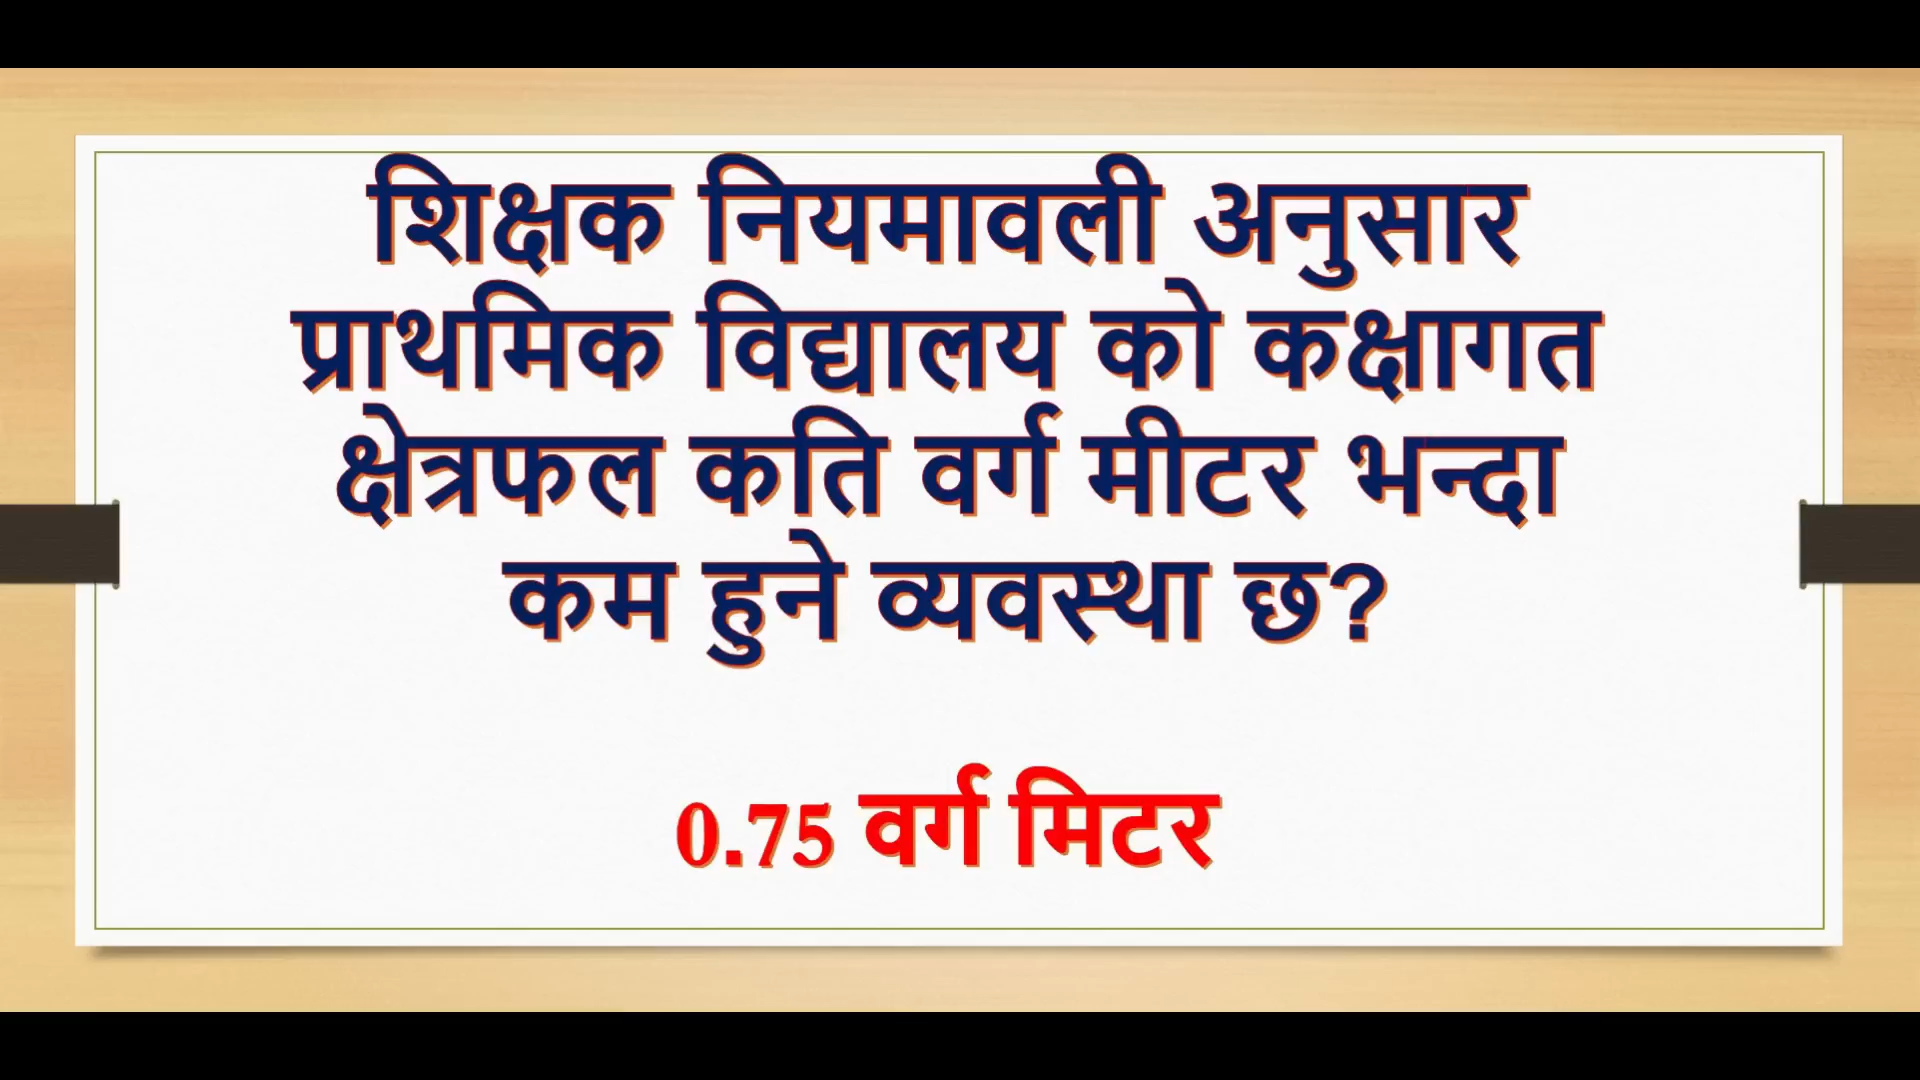 शिक्षक नियमावली अनुसार
प्राथमिक विद्यालय को कक्षागत
क्षेत्रफल कति वर्ग मीटर भन्दा
कम हुने व्यवस्था छ?
0.75 वर्ग मिटर